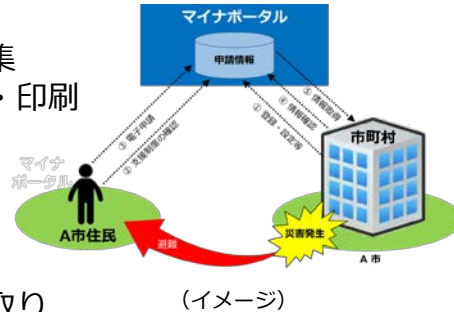 マイナポータル
集
・印刷
申請情報
③ 電子申請
② 支援制度の確認
① 登録・設定等
④ 情報確認
⑤ 情報取得
市町村
マイナ
ポータル
A市住民
避難
災害発生
A 市
取り
（イメージ）